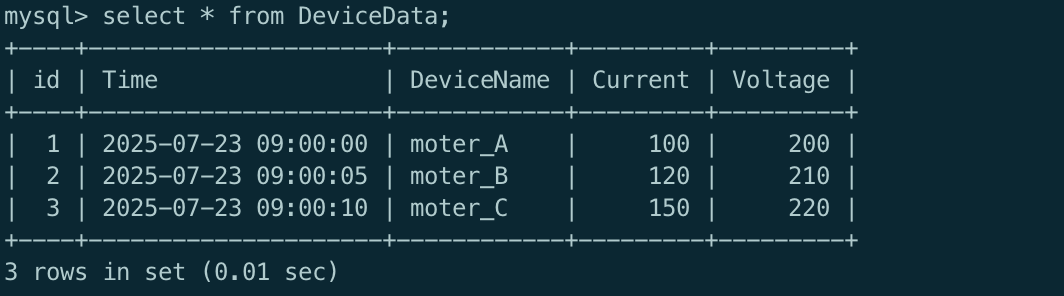 mysql> select * from DeviceData;
+----+---------------------+------------+---------+---------+
| id | Time                | DeviceName | Current | Voltage |
+----+---------------------+------------+---------+---------+
|  1 | 2025-07-23 09:00:00 | moter_A    |     100 |     200 |
|  2 | 2025-07-23 09:00:05 | moter_B    |     120 |     210 |
|  3 | 2025-07-23 09:00:10 | moter_C    |     150 |     220 |
+----+---------------------+------------+---------+---------+
3 rows in set (0.01 sec)